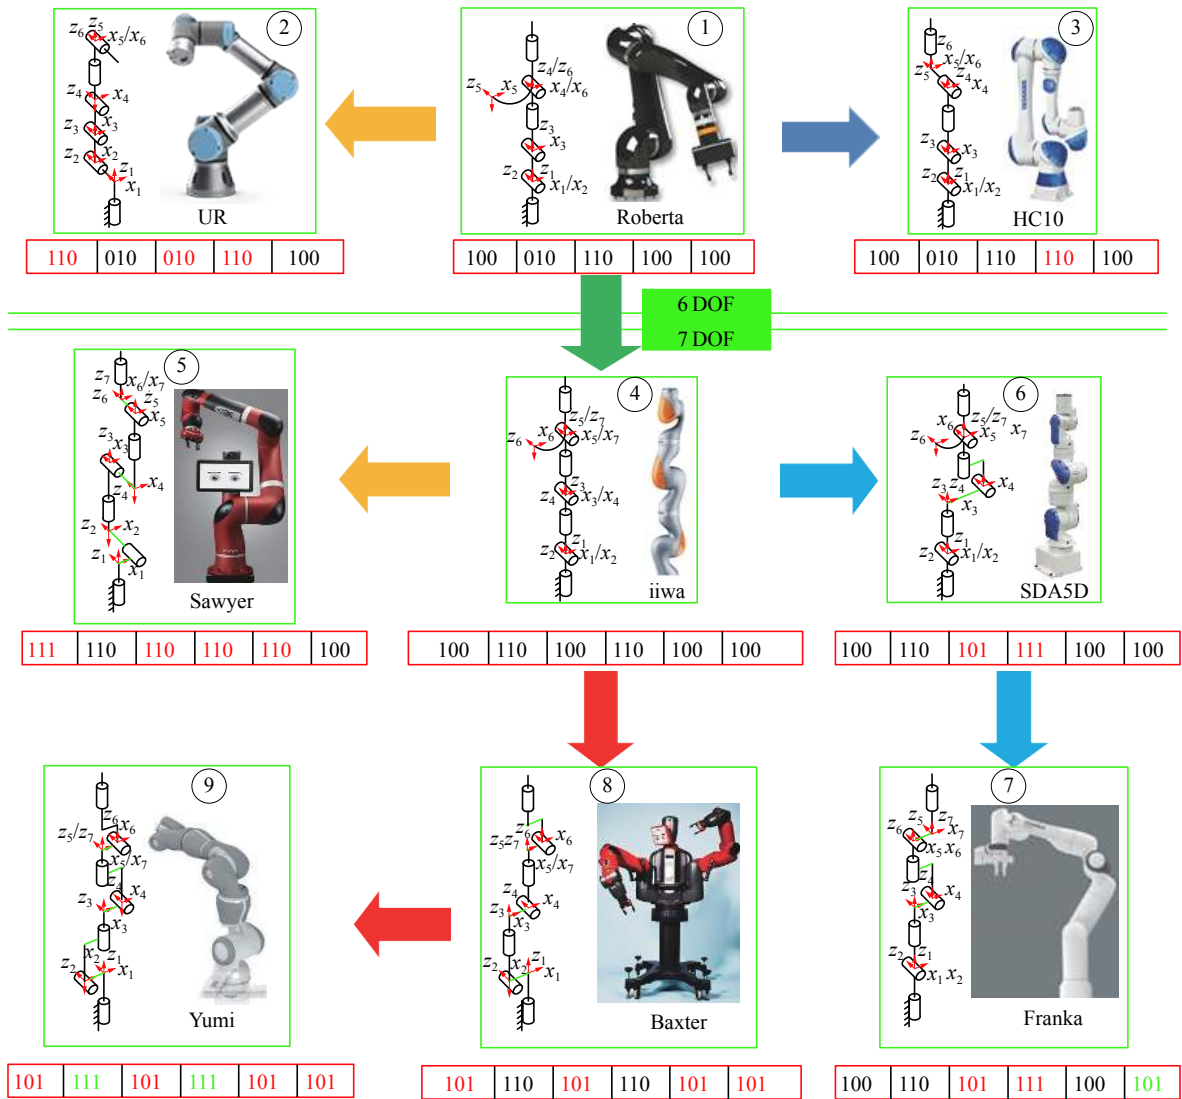 2
z5
z6 x5/x6
z4 x4
x3
z3
z2 x2
z1
x1
UR
110 010 010 110 100
1
z4/z6
z5 x5 x4/x6
z3
x3
z2 z1
x1/x2
Roberta
100 010 110 100 100
3
z6
x5/x6
z5 z4
x4
z3 x3
z2 z1
x1/x2
HC10
100 010 110 110 100
6 DOF
7 DOF
5
z7 x6/x7
z6 z5
x5
z3 x3
z4 x4
z2 x2
z1
x1
Sawyer
111 110 110 110 110 100
4
z5/z7
x6 x5/x7
z6
z3
z4 x3/x4
z1
z2 x1/x2
iiwa
100 110 100 110 100 100
6
z5/z7
x6 x5 x7
z6
z3 z4 x4
x3
z1
z2 x1/x2
SDA5D
100 110 101 111 100 100
9
z6 x6
z5/z7
x5/x7
z4
z3 x4
x3
x2 z1
z2 x1
Yumi
101 111 101 111 101 101
8
z6 x6
z5 z7
x5/x7
z4
z3 x4
x3
z2 x2 z1
x1
Baxter
101 110 101 110 101 101
7
z5 z7
z6 x7
x5 x6
z4
z3 x4
x3
z1
z2
x1 x2
Franka
100 110 101 111 100 101